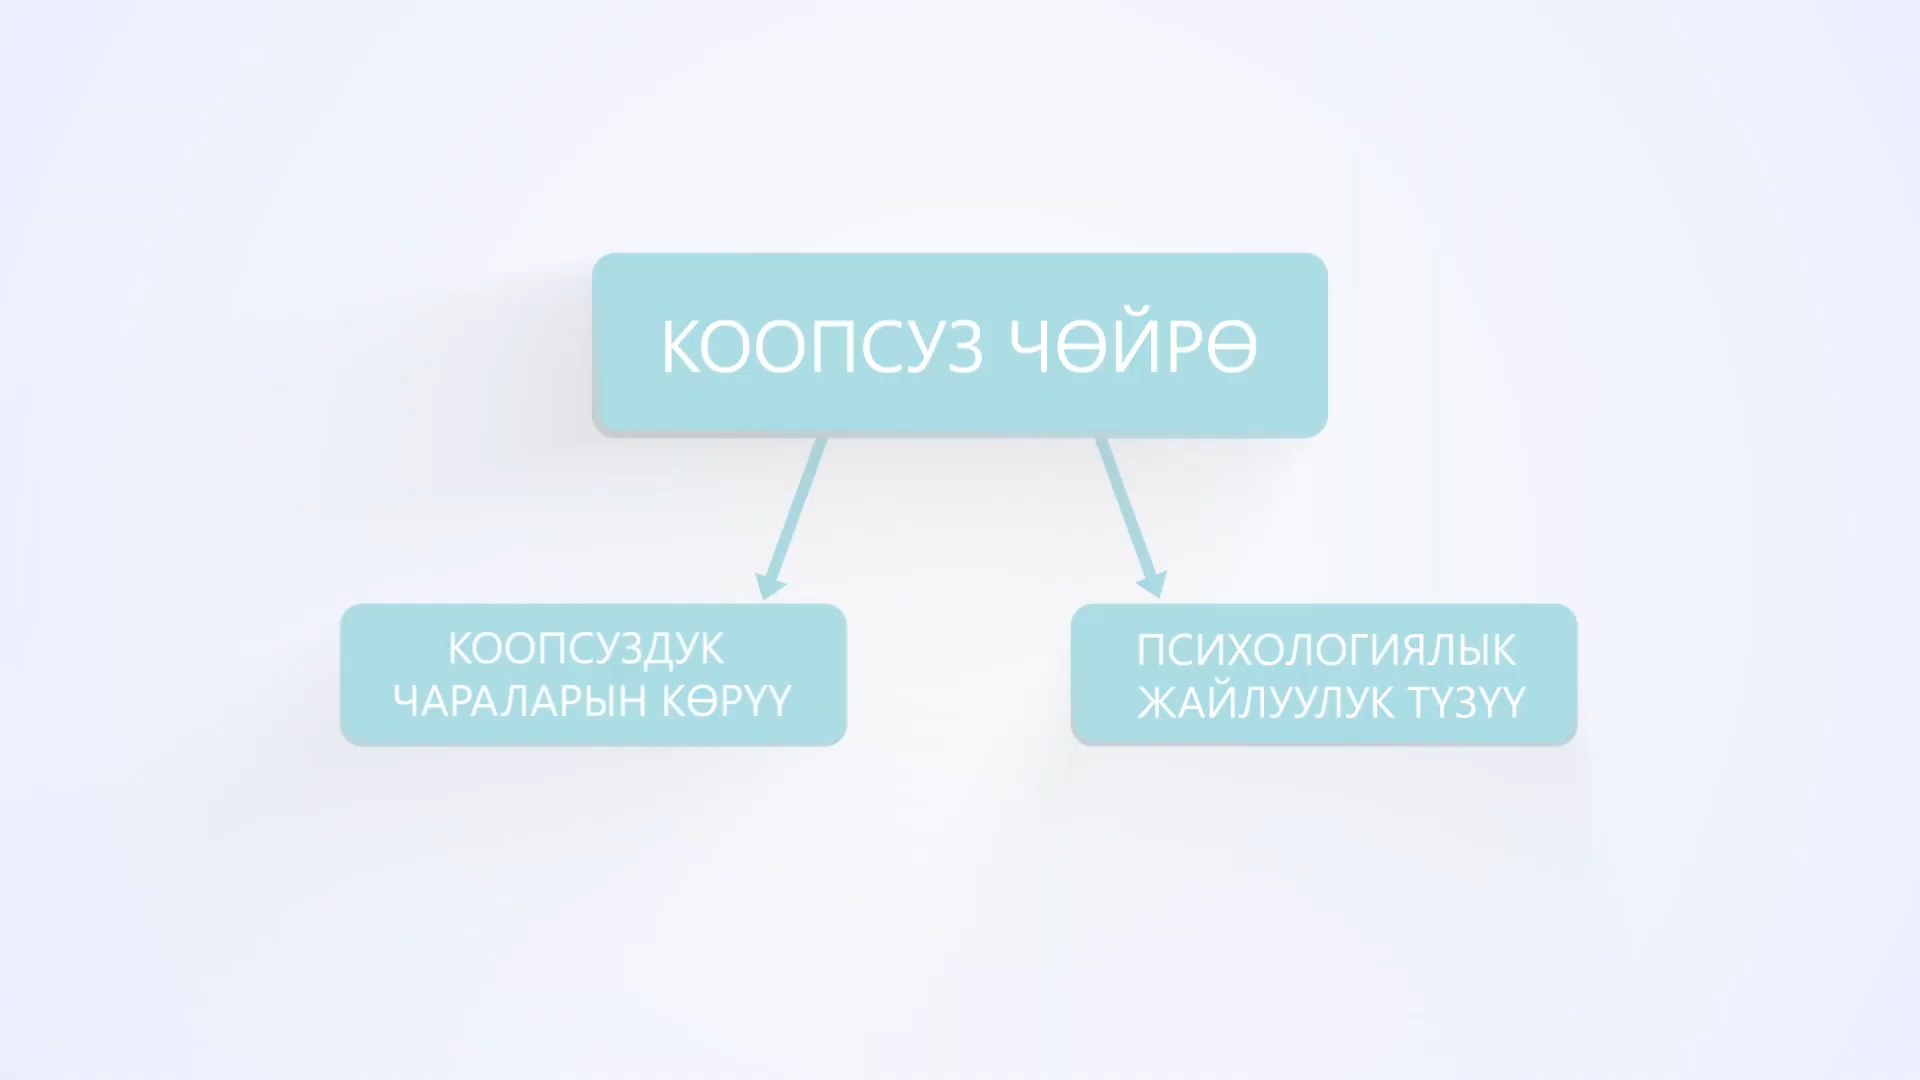 КООПСУЗ ЧӨЙРӨ
КООПСУЗДУК
ЧАРАЛАРЫН КӨРҮҮ
ПСИХОЛОГИЯЛЫК
ЖАЙЛУУЛУК ТҮЗҮҮ